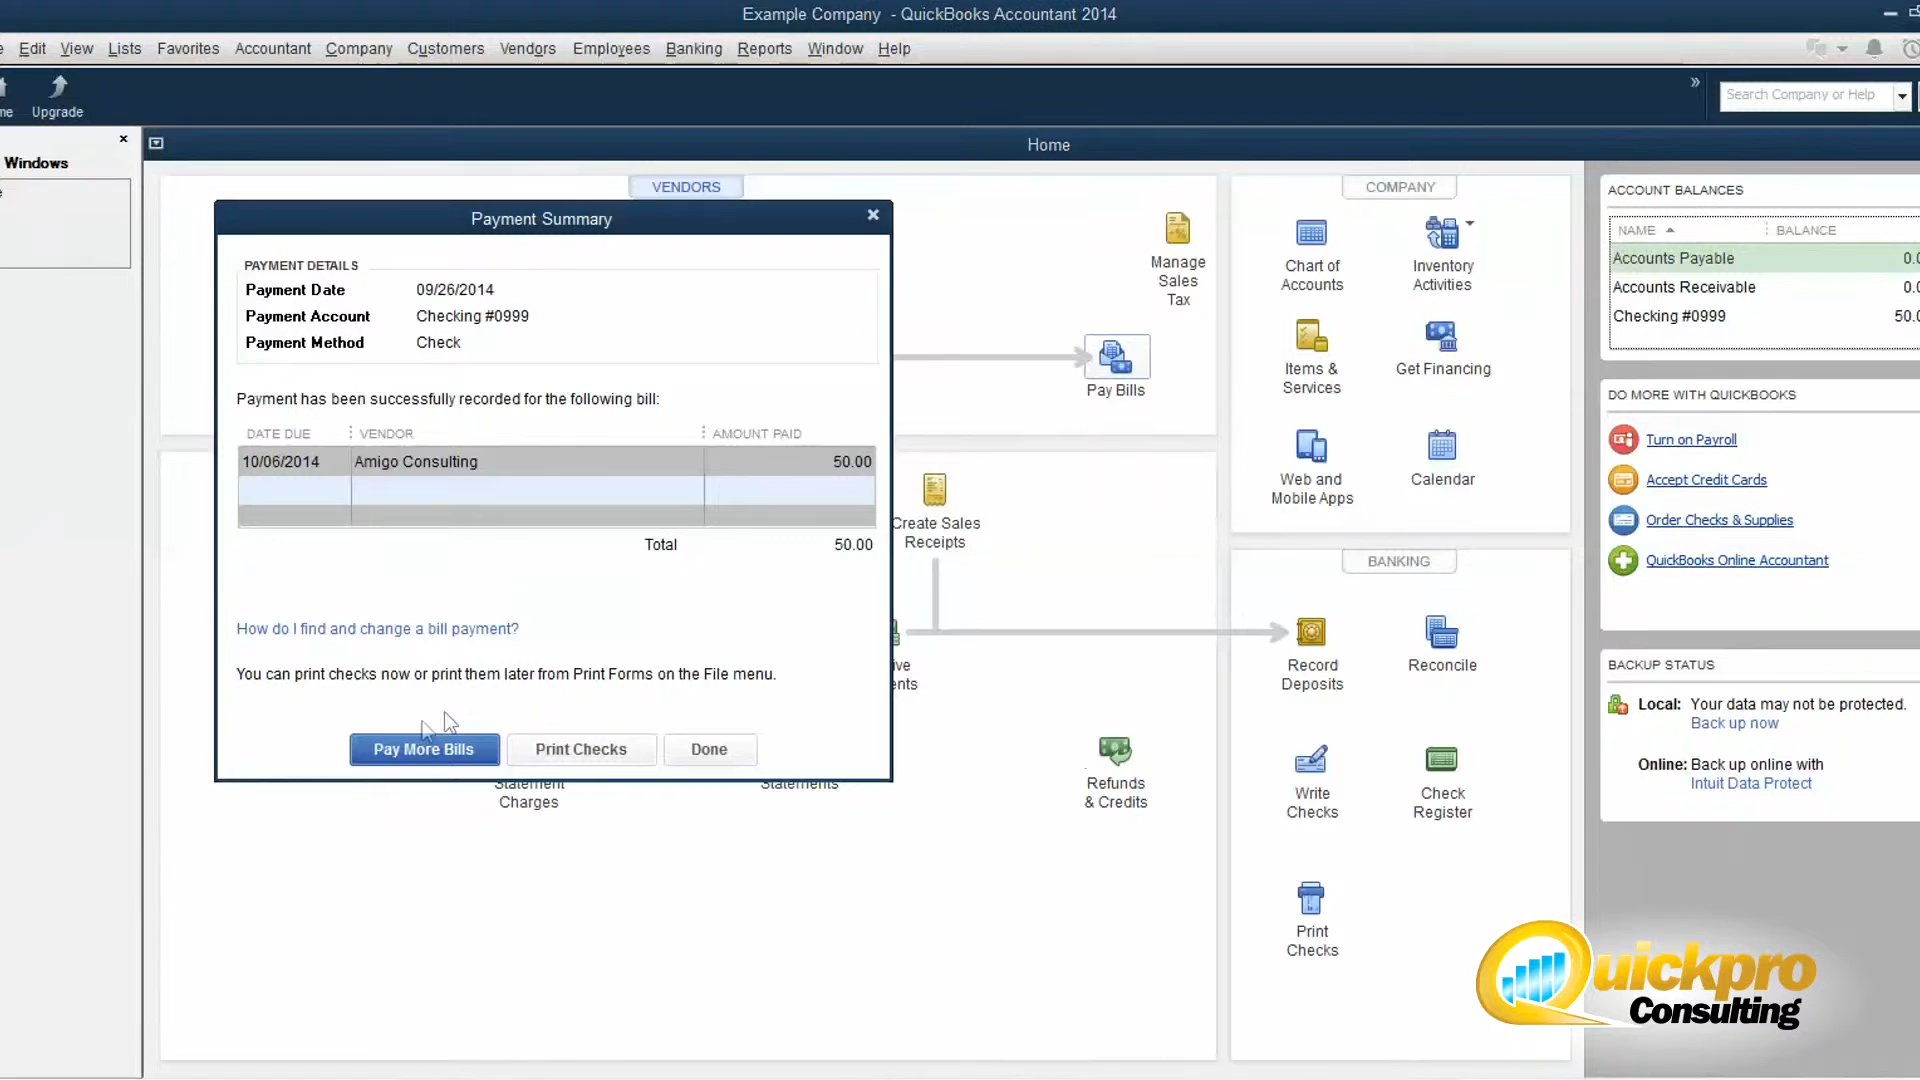 Example Company - QuickBooks Accountant 2014
Edit View Lists Favorites Accountant Company Customers Vendors Employees Banking Reports Window Help
Upgrade
»
Search Company or Help
Windows
Home
VENDORS
Payment Summary
PAYMENT DETAILS
Payment Date 09/26/2014
Payment Account Checking #0999
Payment Method Check
Payment has been successfully recorded for the following bill:
DATE DUE VENDOR AMOUNT PAID
10/06/2014 Amigo Consulting 50.00
Total 50.00
How do I find and change a bill payment?
You can print checks now or print them later from Print Forms on the File menu.
Pay More Bills Print Checks Done
Manage
Sales
Tax
Pay Bills
Create Sales
Receipts
Statement
Charges
Statements
Refunds
& Credits
COMPANY
Chart of
Accounts
Inventory
Activities
Items &
Services
Get Financing
Web and
Mobile Apps
Calendar
BANKING
Record
Deposits
Reconcile
Write
Checks
Check
Register
Print
Checks
ACCOUNT BALANCES
NAME BALANCE
Accounts Payable 0.0
Accounts Receivable 0.0
Checking #0999 50.0
DO MORE WITH QUICKBOOKS
Turn on Payroll
Accept Credit Cards
Order Checks & Supplies
QuickBooks Online Accountant
BACKUP STATUS
Local: Your data may not be protected.
Back up now
Online: Back up online with
Intuit Data Protect
Quickpro
Consulting